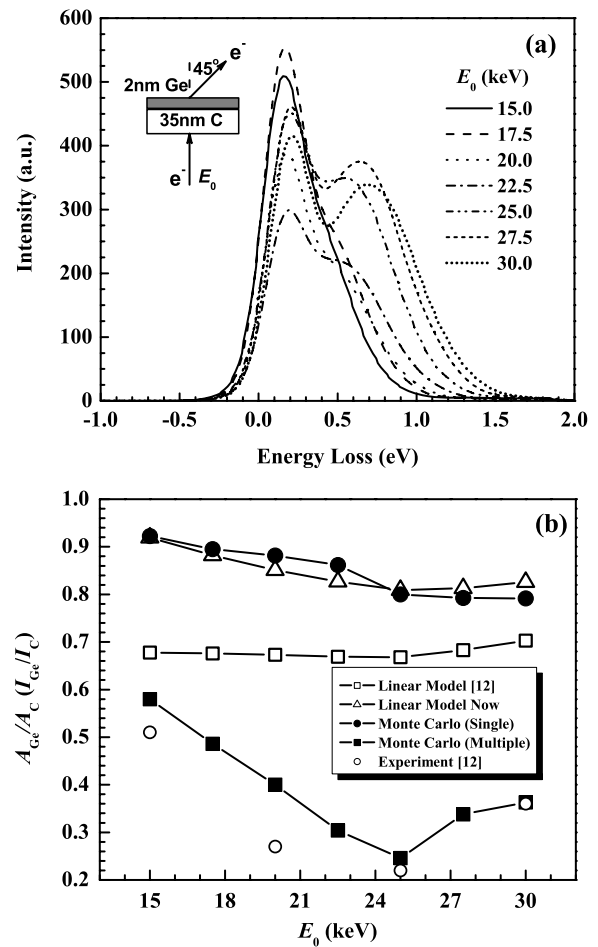 600
500
400
300
200
100
0
Intensity (a.u.)
(a)
e⁻
45°
2nm Ge
35nm C
e⁻ E₀
E₀ (keV)
15.0
17.5
20.0
22.5
25.0
27.5
30.0
-1.0 -0.5 0.0 0.5 1.0 1.5 2.0
Energy Loss (eV)
1.0
0.9
0.8
0.7
0.6
0.5
0.4
0.3
0.2
A_Ge/A_C (I_Ge/I_C)
(b)
Linear Model [12]
Linear Model Now
Monte Carlo (Single)
Monte Carlo (Multiple)
Experiment [12]
15 18 21 24 27 30
E₀ (keV)